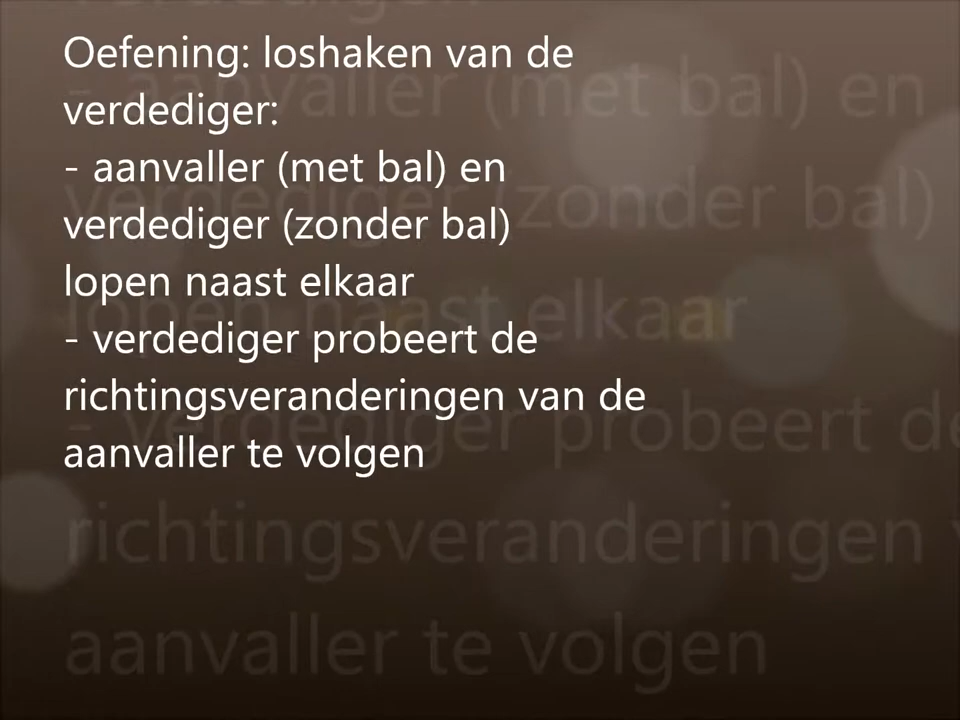 Oefening: loshaken van de
verdediger:
- aanvaller (met bal) en
verdediger (zonder bal)
lopen naast elkaar
- verdediger probeert de
richtingsveranderingen van de
aanvaller te volgen